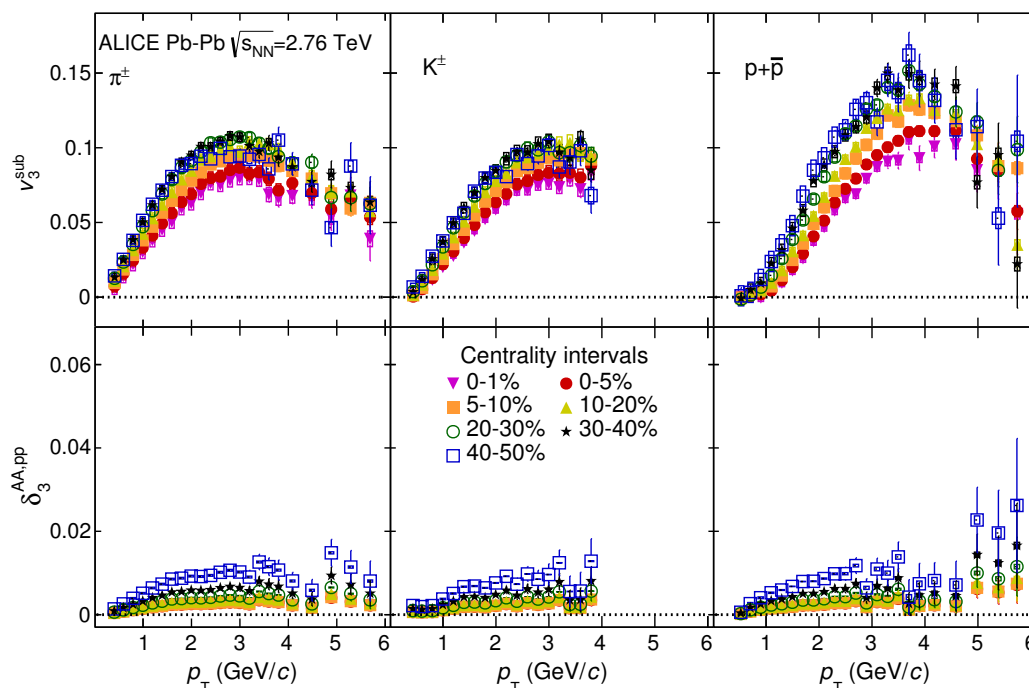 ALICE Pb-Pb √sNN=2.76 TeV
π± K± p+p̄
v3sub
0.15
0.1
0.05
0
δ3AA,pp
0.06
0.04
0.02
0
Centrality intervals
0-1% 0-5%
5-10% 10-20%
20-30% 30-40%
40-50%
1 2 3 4 5 6 1 2 3 4 5 6 1 2 3 4 5 6
pT (GeV/c) pT (GeV/c) pT (GeV/c)